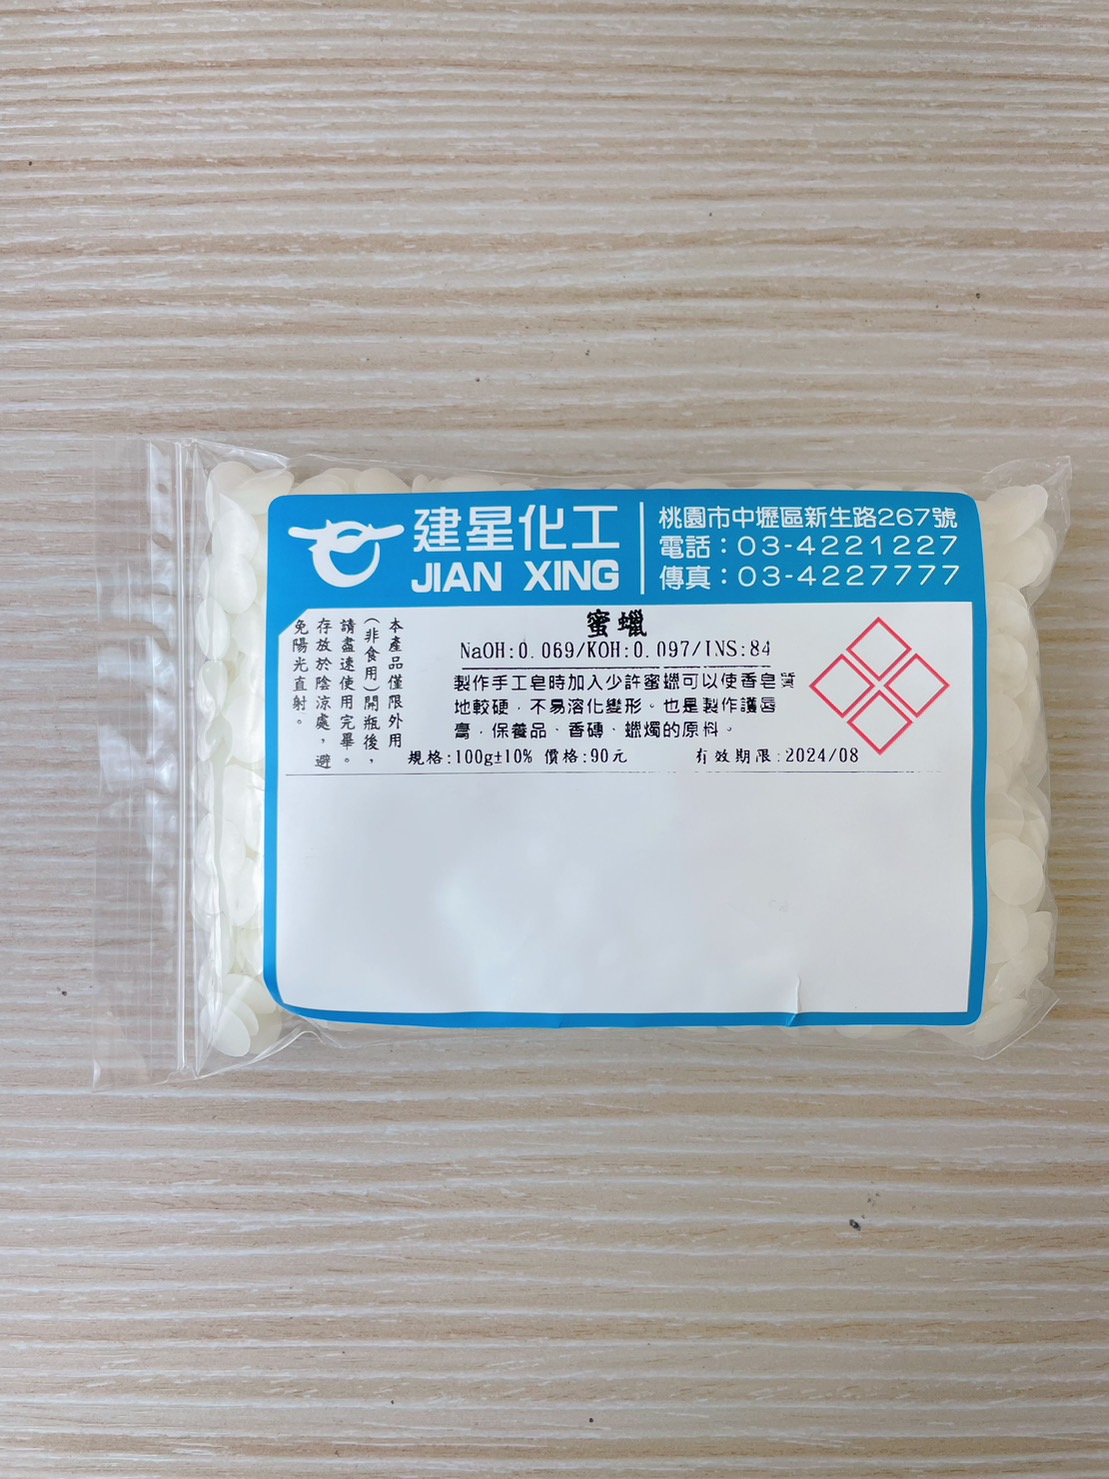 建星化工
JIAN XING
桃園市中壢區新生路267號
電話：03-4221227
傳真：03-4227777
本產品僅限外用
（非食用）開瓶後，
請盡速使用完畢。
存放於陰涼處，避
免陽光直射。
蜜蠟
NaOH:0.069/KOH:0.097/INS:84
製作手工皂時加入少許蜜蠟可以使香皂質
地較硬，不易溶化變形。也是製作護唇
膏，保養品、香磚、蠟燭的原料。
規格:100g±10% 價格:90元
有效期限:2024/08